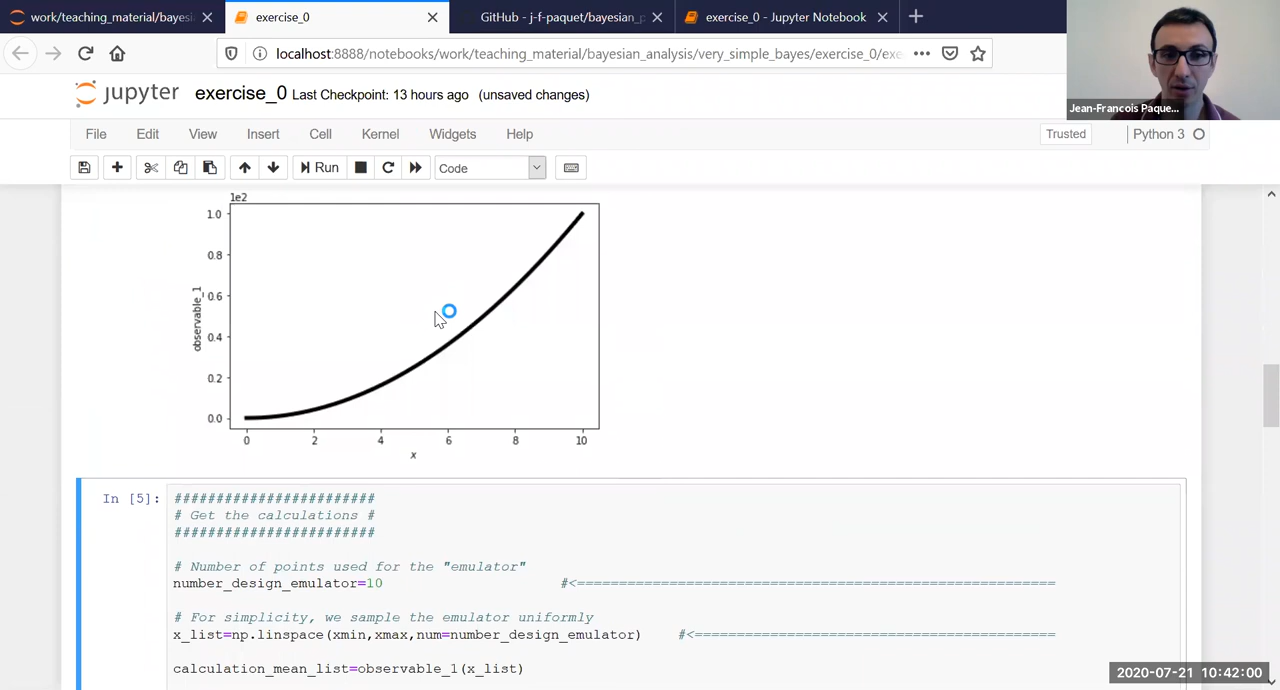 work/teaching_material/bayesi
exercise_0
GitHub - j-f-paquet/bayesian_p
exercise_0 - Jupyter Notebook
localhost:8888/notebooks/work/teaching_material/bayesian_analysis/very_simple_bayes/exercise_0/exe
Jean-Francois Paque...
jupyter exercise_0 Last Checkpoint: 13 hours ago (unsaved changes)
File Edit View Insert Cell Kernel Widgets Help
Trusted Python 3
Run Code
1e2
1.0
0.8
0.6
0.4
0.2
0.0
observable_1
0 2 4 6 8 10
x
In [5]:
########################
# Get the calculations #
########################
# Number of points used for the "emulator"
number_design_emulator=10 #<=========================================================
# For simplicity, we sample the emulator uniformly
x_list=np.linspace(xmin,xmax,num=number_design_emulator) #<===========================================
calculation_mean_list=observable_1(x_list)
2020-07-21 10:42:00